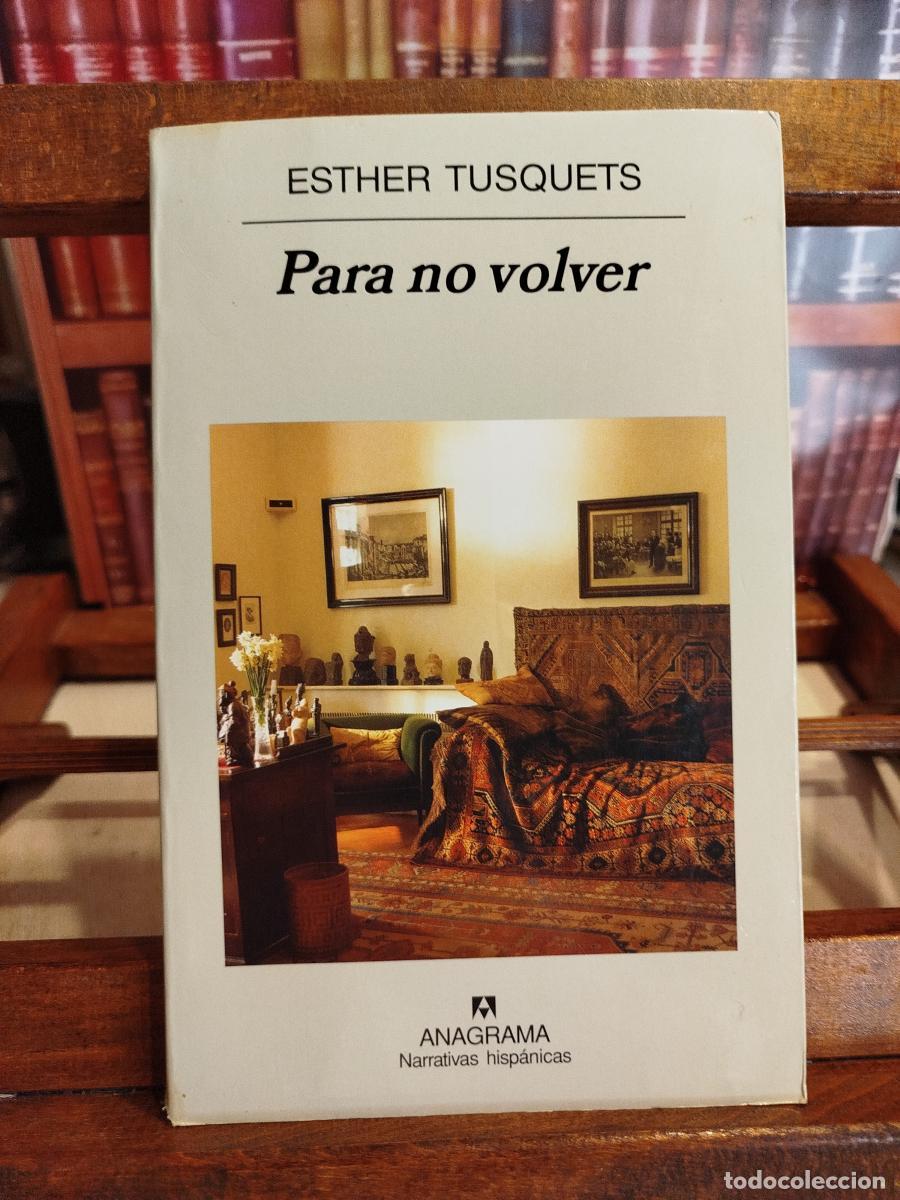 ESTHER TUSQUETS
Para no volver
ANAGRAMA
Narrativas hispánicas
todocoleccion